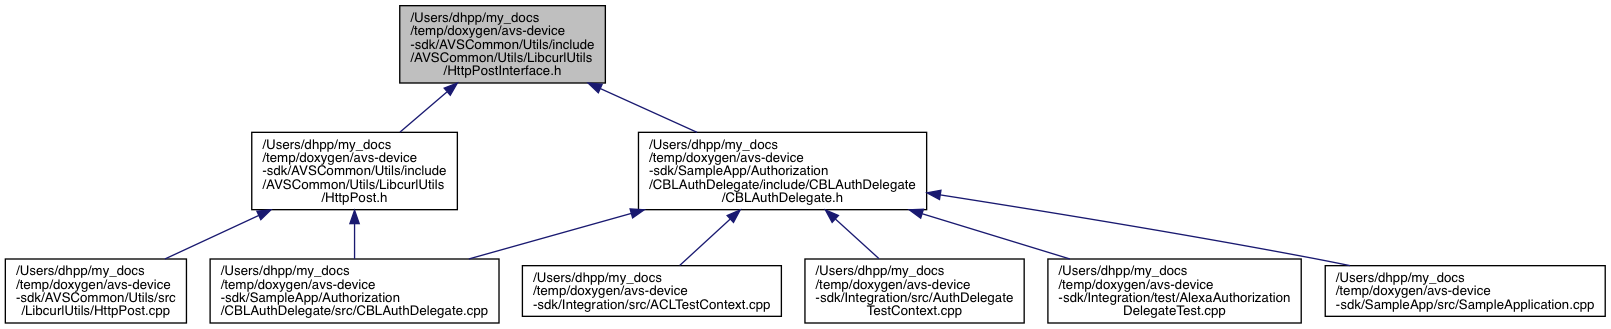 /Users/dhpp/my_docs
/temp/doxygen/avs-device
-sdk/AVSCommon/Utils/include
/AVSCommon/Utils/LibcurlUtils
/HttpPostInterface.h
/Users/dhpp/my_docs
/temp/doxygen/avs-device
-sdk/AVSCommon/Utils/include
/AVSCommon/Utils/LibcurlUtils
/HttpPost.h
/Users/dhpp/my_docs
/temp/doxygen/avs-device
-sdk/SampleApp/Authorization
/CBLAuthDelegate/include/CBLAuthDelegate
/CBLAuthDelegate.h
/Users/dhpp/my_docs
/temp/doxygen/avs-device
-sdk/AVSCommon/Utils/src
/LibcurlUtils/HttpPost.cpp
/Users/dhpp/my_docs
/temp/doxygen/avs-device
-sdk/SampleApp/Authorization
/CBLAuthDelegate/src/CBLAuthDelegate.cpp
/Users/dhpp/my_docs
/temp/doxygen/avs-device
-sdk/Integration/src/ACLTestContext.cpp
/Users/dhpp/my_docs
/temp/doxygen/avs-device
-sdk/Integration/src/AuthDelegate
TestContext.cpp
/Users/dhpp/my_docs
/temp/doxygen/avs-device
-sdk/Integration/test/AlexaAuthorization
DelegateTest.cpp
/Users/dhpp/my_docs
/temp/doxygen/avs-device
-sdk/SampleApp/src/SampleApplication.cpp